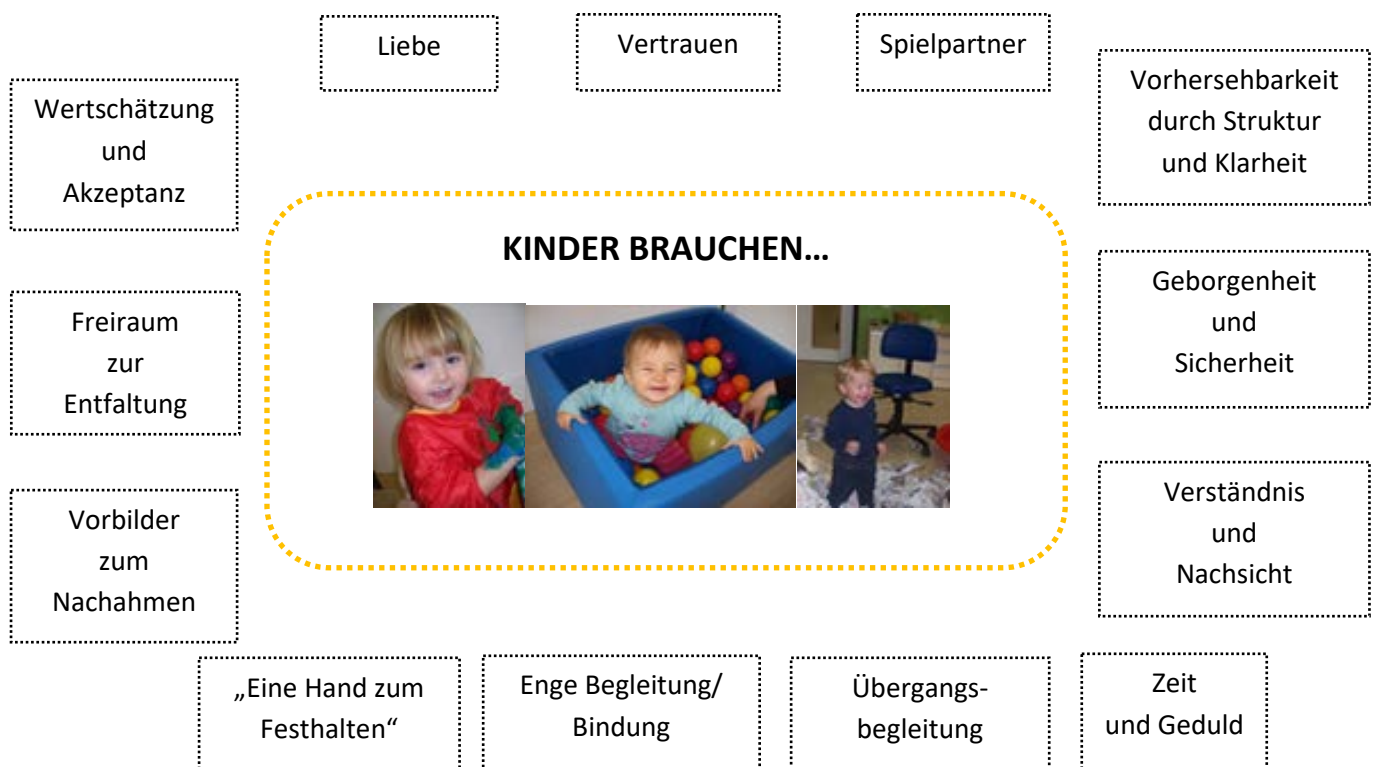 Liebe
Vertrauen
Spielpartner
Wertschätzung
und
Akzeptanz
Vorhersehbarkeit
durch Struktur
und Klarheit
KINDER BRAUCHEN…
Freiraum
zur
Entfaltung
Geborgenheit
und
Sicherheit
Vorbilder
zum
Nachahmen
Verständnis
und
Nachsicht
„Eine Hand zum
Festhalten“
Enge Begleitung/
Bindung
Übergangs-
begleitung
Zeit
und Geduld